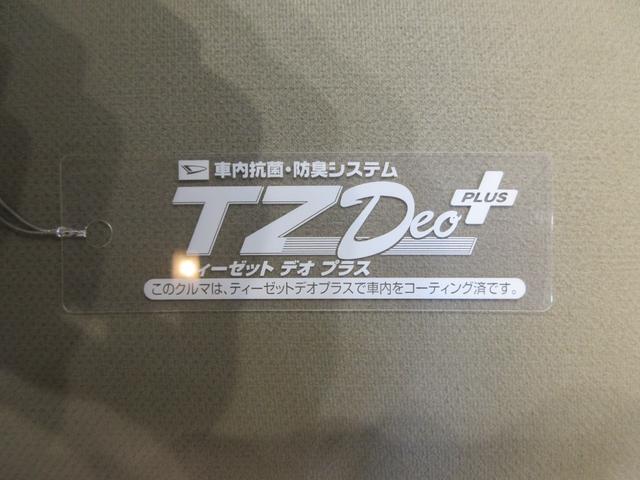 車内抗菌・防臭システム
TZ Deo PLUS
ィーゼット デオ プラス
このクルマは、ティーゼットデオプラスで車内をコーティング済です。